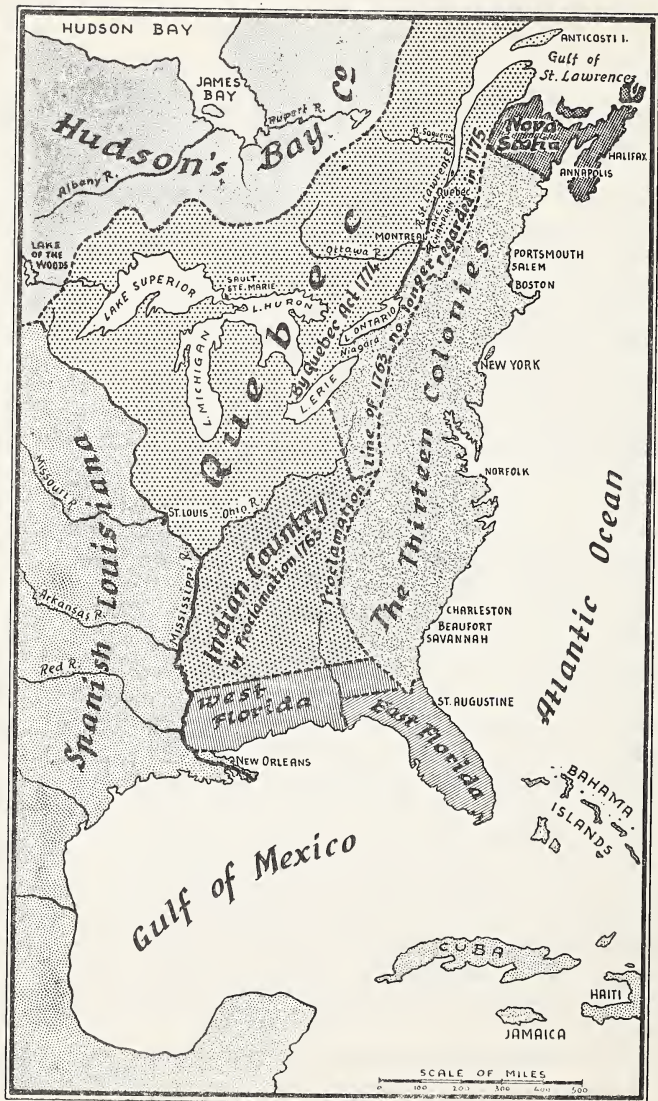 HUDSON BAY
ANTICOSTI I.
Gulf of
St. Lawrence
JAMES
BAY
Rupert R.
Hudson's Bay Co
Albany R.
Nova
Scotia
HALIFAX
ANNAPOLIS
Quebec
MONTREAL
Ottawa R.
LAKE
OF THE
WOODS
LAKE SUPERIOR
SAULT
STE. MARIE
L. HURON
L. MICHIGAN
L. ONTARIO
Niagara
L. ERIE
Quebec
By Quebec Act 1774
Proclamation Line of 1763 no longer regarded in 1775
The Thirteen Colonies
PORTSMOUTH
SALEM
BOSTON
NEW YORK
NORFOLK
Missouri R.
ST. LOUIS
Ohio R.
Indian Country
by Proclamation 1763
Mississippi R.
Arkansas R.
Red R.
Spanish Louisiana
CHARLESTON
BEAUFORT
SAVANNAH
West
Florida
East Florida
ST. AUGUSTINE
NEW ORLEANS
Atlantic Ocean
BAHAMA
ISLANDS
Gulf of Mexico
CUBA
HAITI
JAMAICA
SCALE OF MILES
0 100 200 300 400 500